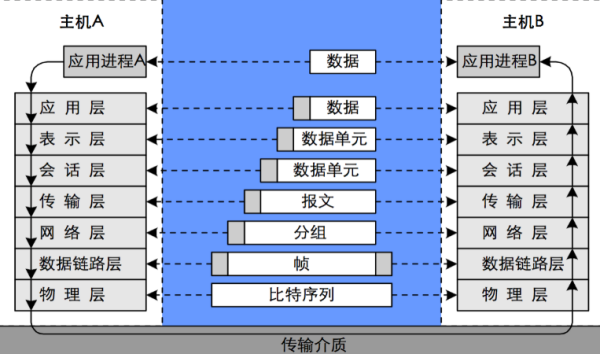 主机A 主机B
应用进程A 数据 应用进程B
应用层 数据 应用层
表示层 数据单元 表示层
会话层 数据单元 会话层
传输层 报文 传输层
网络层 分组 网络层
数据链路层 帧 数据链路层
物理层 比特序列 物理层
传输介质